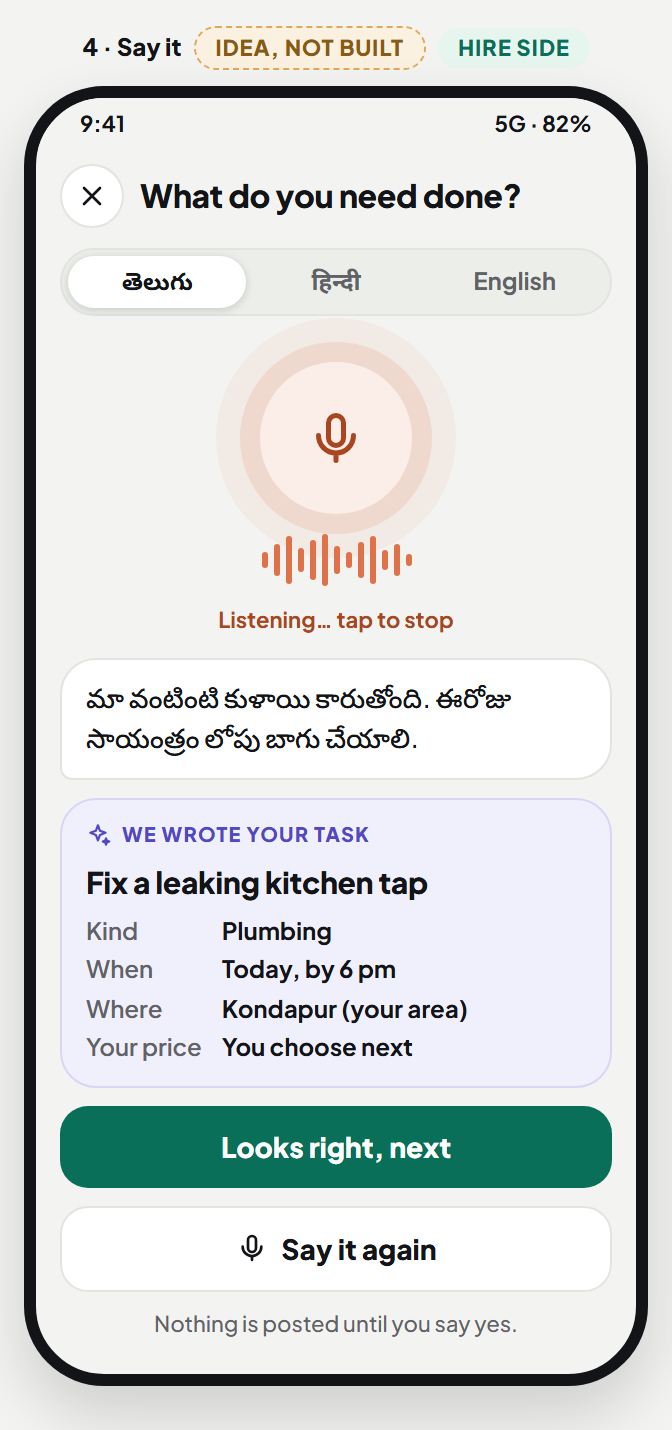 4 · Say it IDEA, NOT BUILT HIRE SIDE
9:41 5G · 82%
What do you need done?
తెలుగు हिन्दी English
Listening… tap to stop
మా వంటింటి కుళాయి కారుతోంది. ఈరోజు
సాయంత్రం లోపు బాగు చేయాలి.
WE WROTE YOUR TASK
Fix a leaking kitchen tap
Kind Plumbing
When Today, by 6 pm
Where Kondapur (your area)
Your price You choose next
Looks right, next
Say it again
Nothing is posted until you say yes.